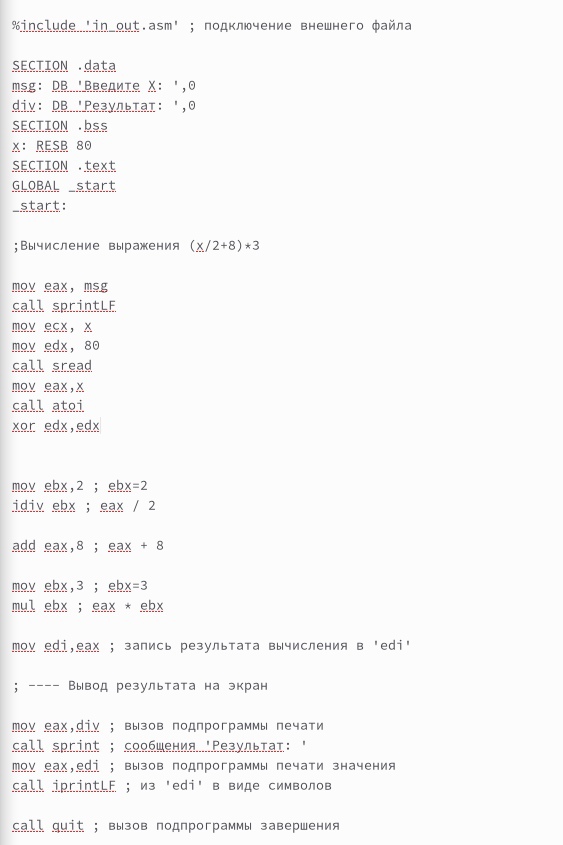 %include 'in_out.asm' ; подключение внешнего файла
SECTION .data
msg: DB 'Введите X: ',0
div: DB 'Результат: ',0
SECTION .bss
x: RESB 80
SECTION .text
GLOBAL _start
_start:
;Вычисление выражения (x/2+8)*3
mov eax, msg
call sprintLF
mov ecx, x
mov edx, 80
call sread
mov eax,x
call atoi
xor edx,edx
mov ebx,2 ; ebx=2
idiv ebx ; eax / 2
add eax,8 ; eax + 8
mov ebx,3 ; ebx=3
mul ebx ; eax * ebx
mov edi,eax ; запись результата вычисления в 'edi'
; ---- Вывод результата на экран
mov eax,div ; вызов подпрограммы печати
call sprint ; сообщения 'Результат: '
mov eax,edi ; вызов подпрограммы печати значения
call iprintLF ; из 'edi' в виде символов
call quit ; вызов подпрограммы завершения